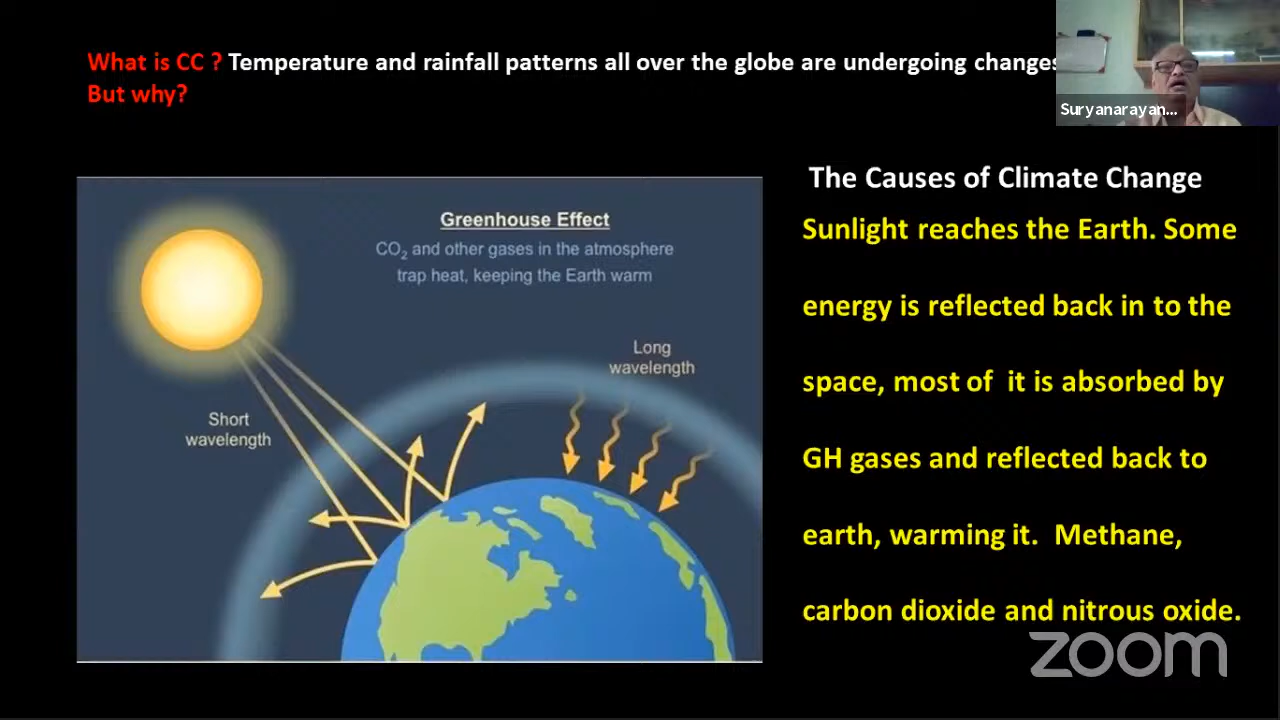 What is CC ? Temperature and rainfall patterns all over the globe are undergoing changes
But why?
Suryanarayan...
The Causes of Climate Change
Sunlight reaches the Earth. Some
energy is reflected back in to the
space, most of it is absorbed by
GH gases and reflected back to
earth, warming it. Methane,
carbon dioxide and nitrous oxide.
Greenhouse Effect
CO₂ and other gases in the atmosphere
trap heat, keeping the Earth warm
Long
wavelength
Short
wavelength
zoom